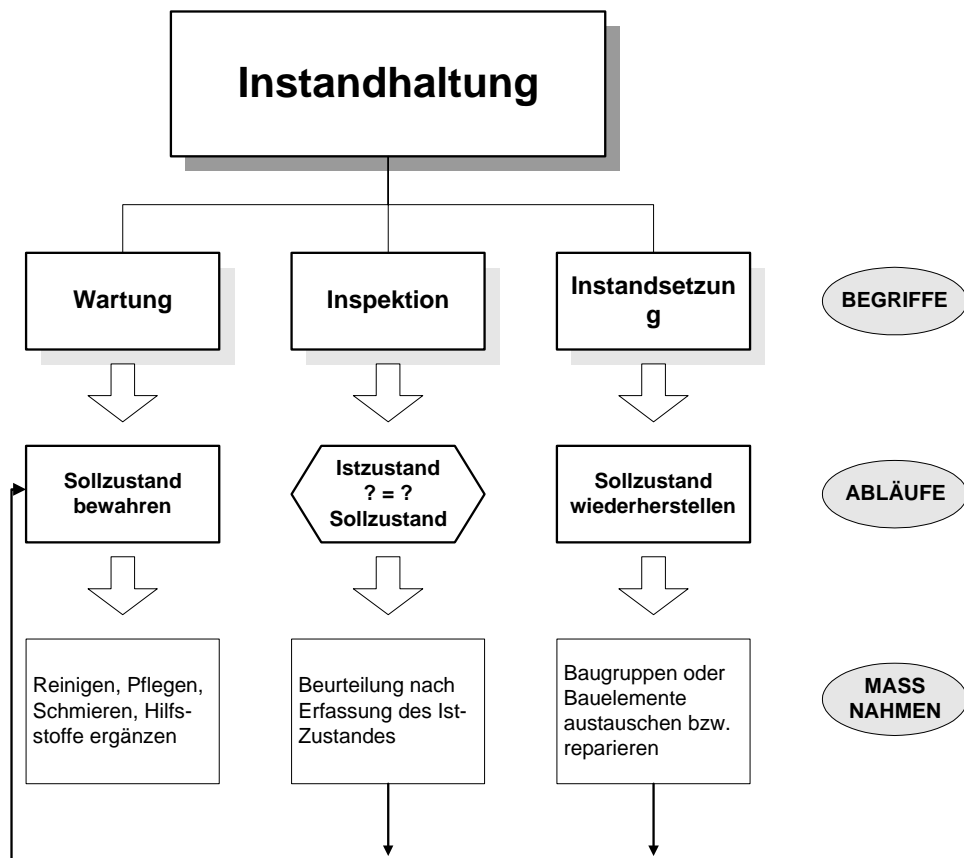 Instandhaltung
Wartung
Inspektion
Instandsetzun
g
BEGRIFFE
Sollzustand
bewahren
Istzustand
? = ?
Sollzustand
Sollzustand
wiederherstellen
ABLÄUFE
Reinigen, Pflegen,
Schmieren, Hilfs-
stoffe ergänzen
Beurteilung nach
Erfassung des Ist-
Zustandes
Baugruppen oder
Bauelemente
austauschen bzw.
reparieren
MASS
NAHMEN